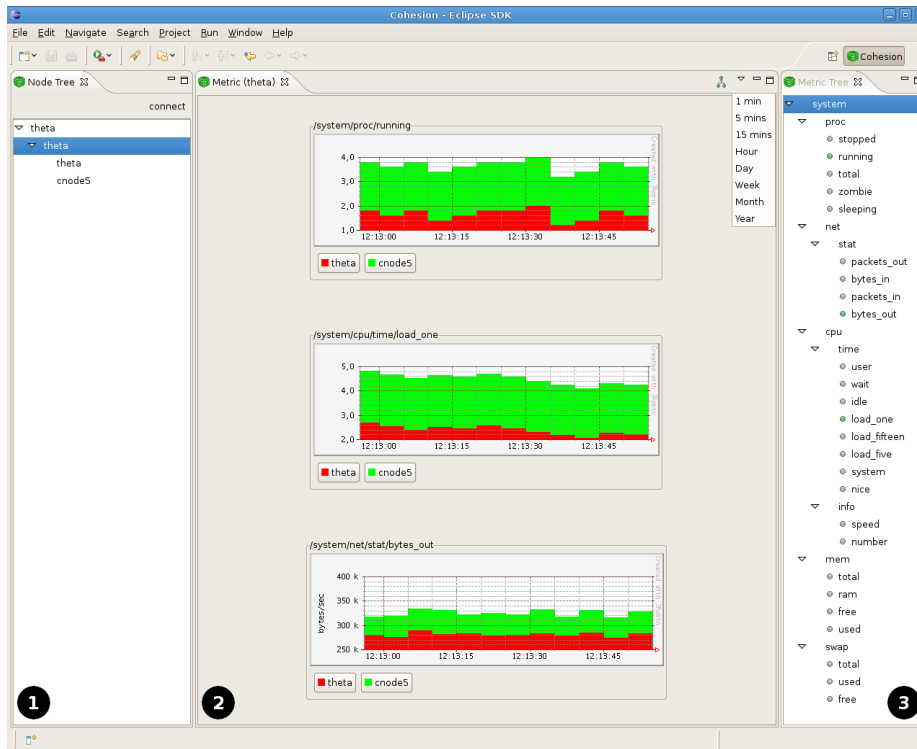 Cohesion - Eclipse SDK
File Edit Navigate Search Project Run Window Help
Cohesion
Node Tree
connect
theta
theta
theta
cnode5
1
Metric (theta)
1 min
5 mins
15 mins
Hour
Day
Week
Month
Year
/system/proc/running
4,0
3,0
2,0
1,0
12:13:00 12:13:15 12:13:30 12:13:45
theta cnode5
/system/cpu/time/load_one
5,0
4,0
3,0
2,0
12:13:00 12:13:15 12:13:30 12:13:45
theta cnode5
/system/net/stat/bytes_out
bytes/sec
400 k
350 k
300 k
250 k
12:13:00 12:13:15 12:13:30 12:13:45
theta cnode5
2
Metric Tree
system
proc
stopped
running
total
zombie
sleeping
net
stat
packets_out
bytes_in
packets_in
bytes_out
cpu
time
user
wait
idle
load_one
load_fifteen
load_five
system
nice
info
speed
number
mem
total
ram
free
used
swap
total
used
free
3